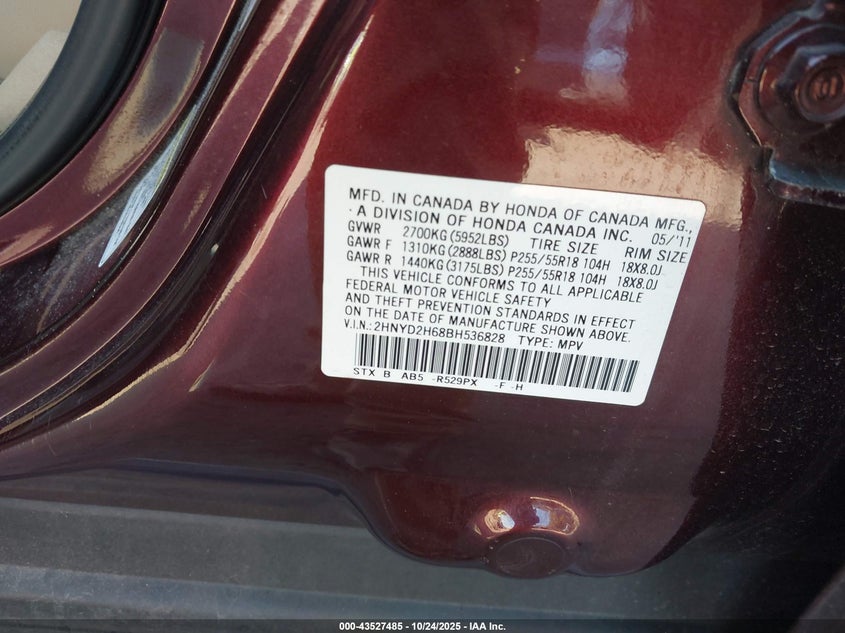 MFD. IN CANADA BY HONDA OF CANADA MFG.,
A DIVISION OF HONDA CANADA INC. 05/'11
GVWR 2700KG(5952LBS) TIRE SIZE RIM SIZE
GAWR F 1310KG(2888LBS) P255/55R18 104H 18X8.0J
GAWR R 1440KG(3175LBS) P255/55R18 104H 18X8.0J
THIS VEHICLE CONFORMS TO ALL APPLICABLE
FEDERAL MOTOR VEHICLE SAFETY
AND THEFT PREVENTION STANDARDS IN EFFECT
ON THE DATE OF MANUFACTURE SHOWN ABOVE.
V.I.N.: 2HNYD2H68BH536828 TYPE: MPV
STX B AB5 -R529PX -F -H
000-43527485 • 10/24/2025 • IAA Inc.